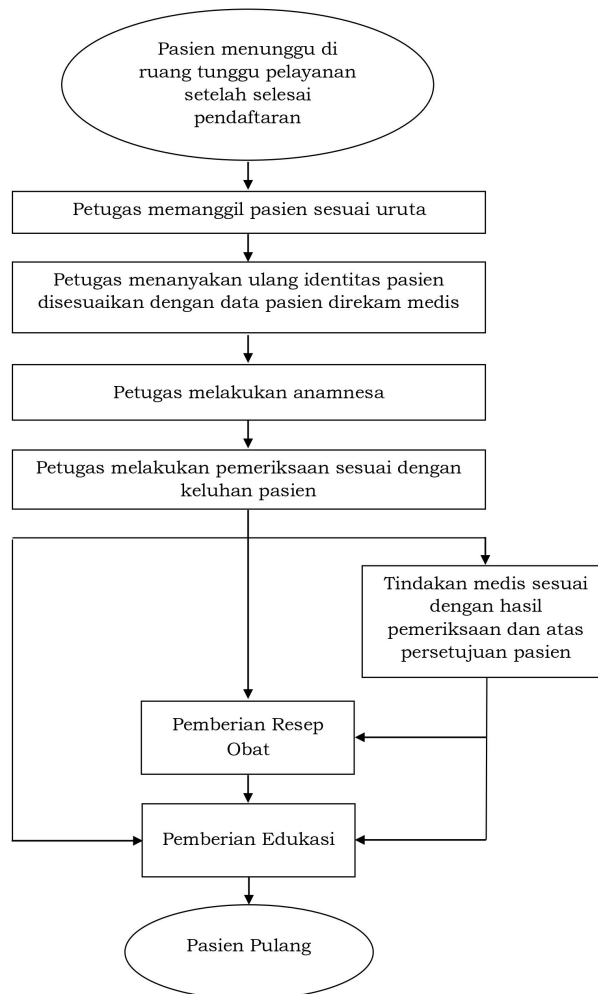 Pasien menunggu di
ruang tunggu pelayanan
setelah selesai
pendaftaran
Petugas memanggil pasien sesuai uruta
Petugas menanyakan ulang identitas pasien
disesuaikan dengan data pasien direkam medis
Petugas melakukan anamnesa
Petugas melakukan pemeriksaan sesuai dengan
keluhan pasien
Tindakan medis sesuai
dengan hasil
pemeriksaan dan atas
persetujuan pasien
Pemberian Resep
Obat
Pemberian Edukasi
Pasien Pulang